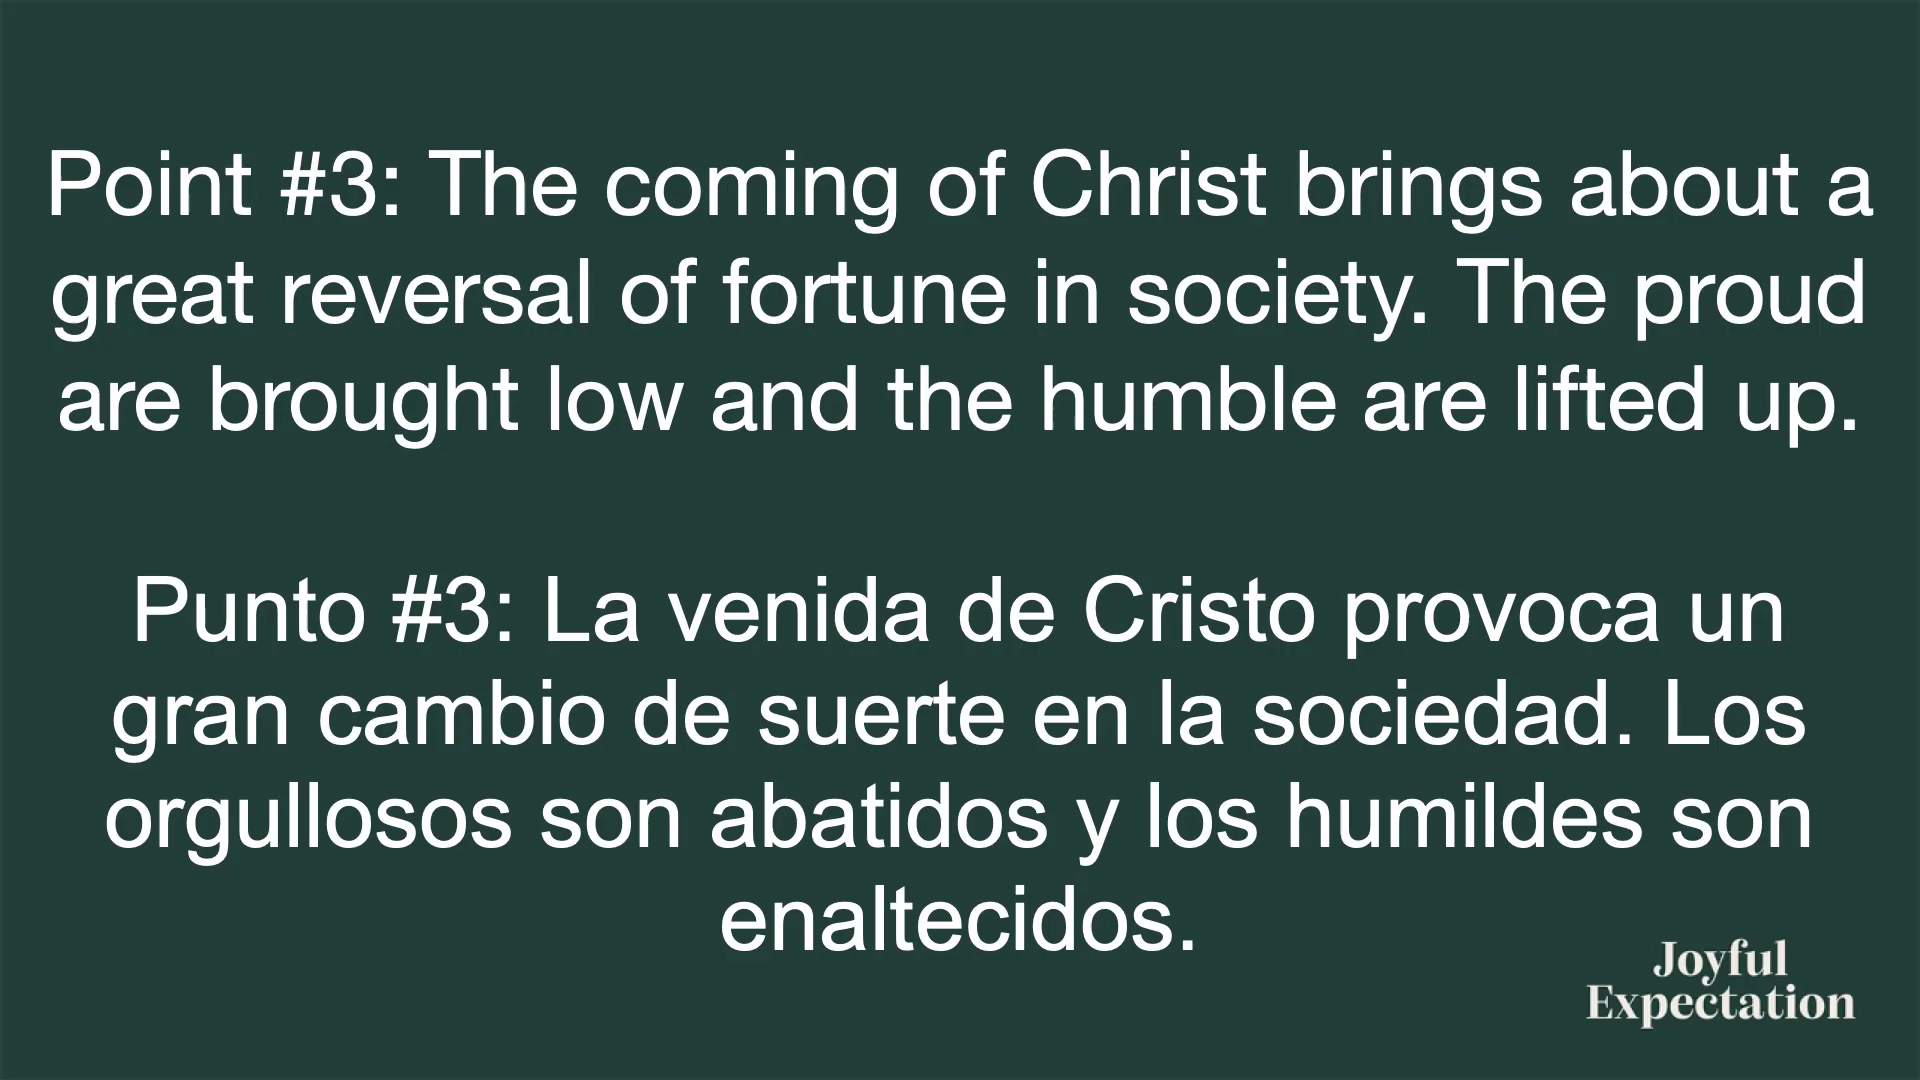 Point #3: The coming of Christ brings about a
great reversal of fortune in society. The proud
are brought low and the humble are lifted up.
Punto #3: La venida de Cristo provoca un
gran cambio de suerte en la sociedad. Los
orgullosos son abatidos y los humildes son
enaltecidos.
Joyful
Expectation